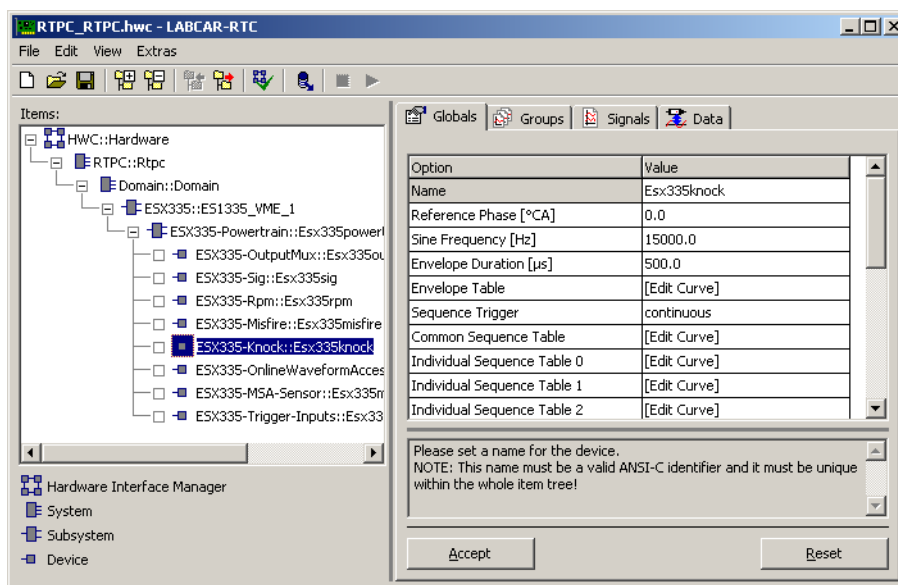 RTPC_RTPC.hwc - LABCAR-RTC
File Edit View Extras
Items:
HWC::Hardware
RTPC::Rtpc
Domain::Domain
ESX335::ES1335_VME_1
ESX335-Powertrain::Esx335power
ESX335-OutputMux::Esx335ou
ESX335-Sig::Esx335sig
ESX335-Rpm::Esx335rpm
ESX335-Misfire::Esx335misfire
ESX335-Knock::Esx335knock
ESX335-OnlineWaveformAcces
ESX335-MSA-Sensor::Esx335m
ESX335-Trigger-Inputs::Esx33
Hardware Interface Manager
System
Subsystem
Device
Globals Groups Signals Data
Option Value
Name Esx335knock
Reference Phase [°CA] 0.0
Sine Frequency [Hz] 15000.0
Envelope Duration [µs] 500.0
Envelope Table [Edit Curve]
Sequence Trigger continuous
Common Sequence Table [Edit Curve]
Individual Sequence Table 0 [Edit Curve]
Individual Sequence Table 1 [Edit Curve]
Individual Sequence Table 2 [Edit Curve]
Please set a name for the device.
NOTE: This name must be a valid ANSI-C identifier and it must be unique
within the whole item tree!
Accept Reset